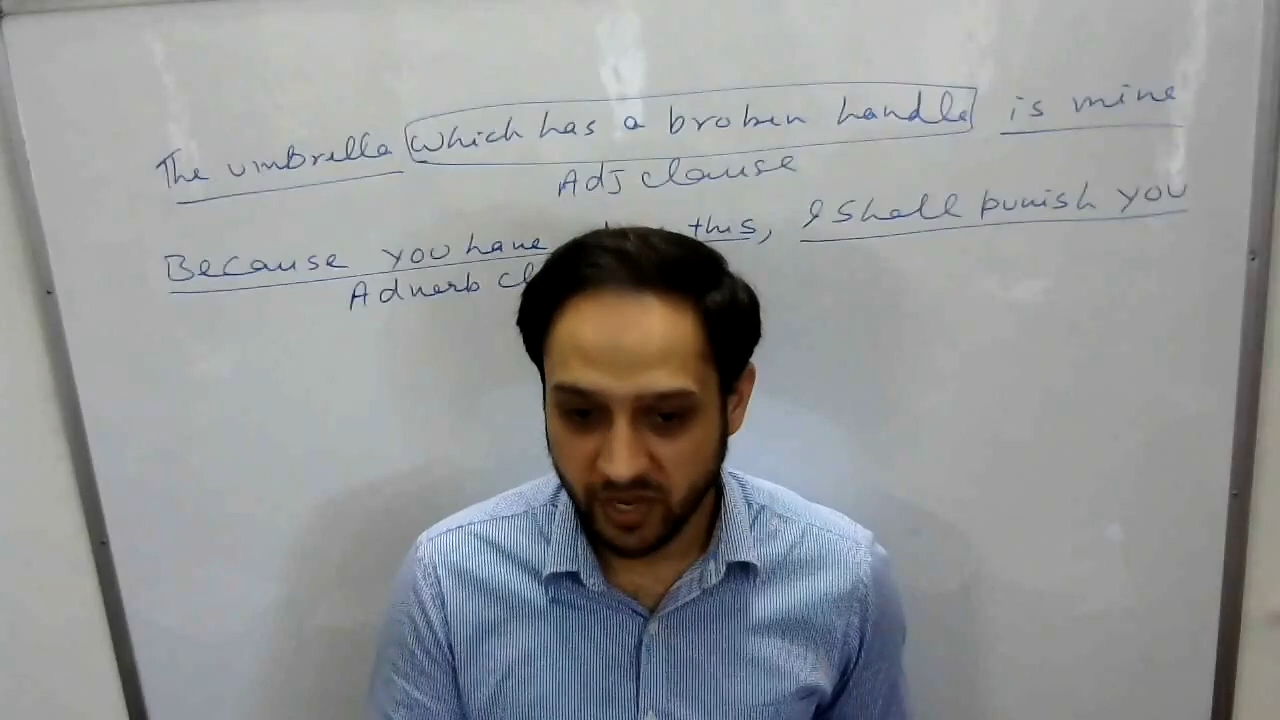 The umbrella which has a broken handle is mine
Adj clause
Because you have this, I shall punish you
Adverb